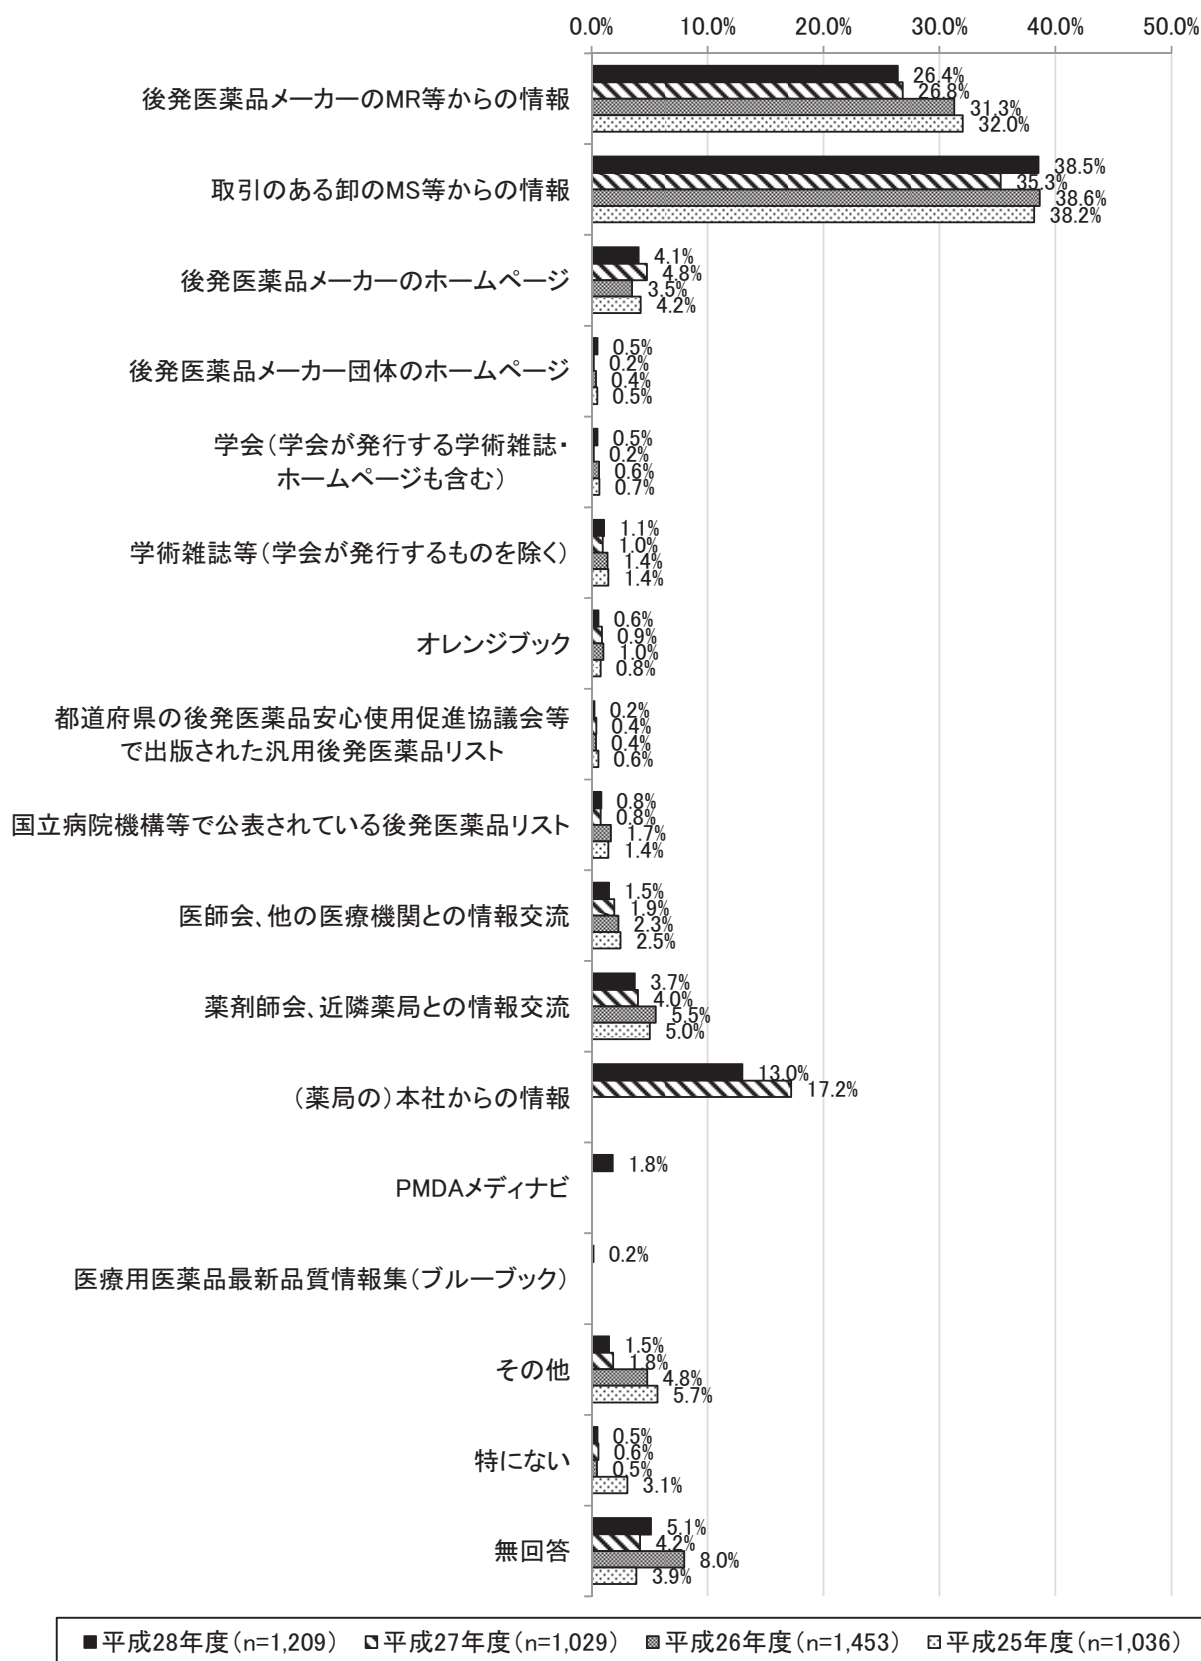 0.0% 10.0% 20.0% 30.0% 40.0% 50.0%
後発医薬品メーカーのMR等からの情報
26.4%
26.8%
31.3%
32.0%
取引のある卸のMS等からの情報
38.5%
35.3%
38.6%
38.2%
後発医薬品メーカーのホームページ
4.1%
4.8%
3.5%
4.2%
後発医薬品メーカー団体のホームページ
0.5%
0.2%
0.4%
0.5%
学会(学会が発行する学術雑誌・
ホームページも含む)
0.5%
0.2%
0.6%
0.7%
学術雑誌等(学会が発行するものを除く)
1.1%
1.0%
1.4%
1.4%
オレンジブック
0.6%
0.9%
1.0%
0.8%
都道府県の後発医薬品安心使用促進協議会等
で出版された汎用後発医薬品リスト
0.2%
0.4%
0.4%
0.6%
国立病院機構等で公表されている後発医薬品リスト
0.8%
0.8%
1.7%
1.4%
医師会、他の医療機関との情報交流
1.5%
1.9%
2.3%
2.5%
薬剤師会、近隣薬局との情報交流
3.7%
4.0%
5.5%
5.0%
(薬局の)本社からの情報
13.0%
17.2%
PMDAメディナビ
1.8%
医療用医薬品最新品質情報集(ブルーブック)
0.2%
その他
1.5%
1.8%
4.8%
5.7%
特にない
0.5%
0.6%
0.5%
3.1%
無回答
5.1%
4.2%
8.0%
3.9%
平成28年度(n=1,209) 平成27年度(n=1,029) 平成26年度(n=1,453) 平成25年度(n=1,036)